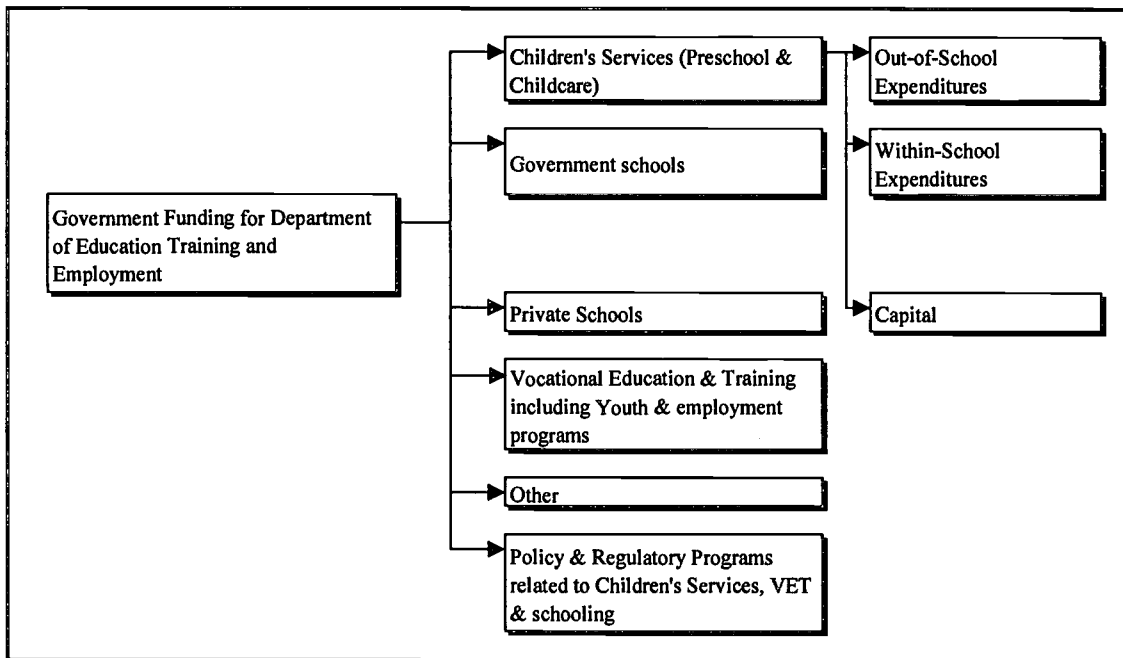 Government Funding for Department
of Education Training and
Employment
Children's Services (Preschool &
Childcare)
Government schools
Private Schools
Vocational Education & Training
including Youth & employment
programs
Other
Policy & Regulatory Programs
related to Children's Services, VET
& schooling
Out-of-School
Expenditures
Within-School
Expenditures
Capital